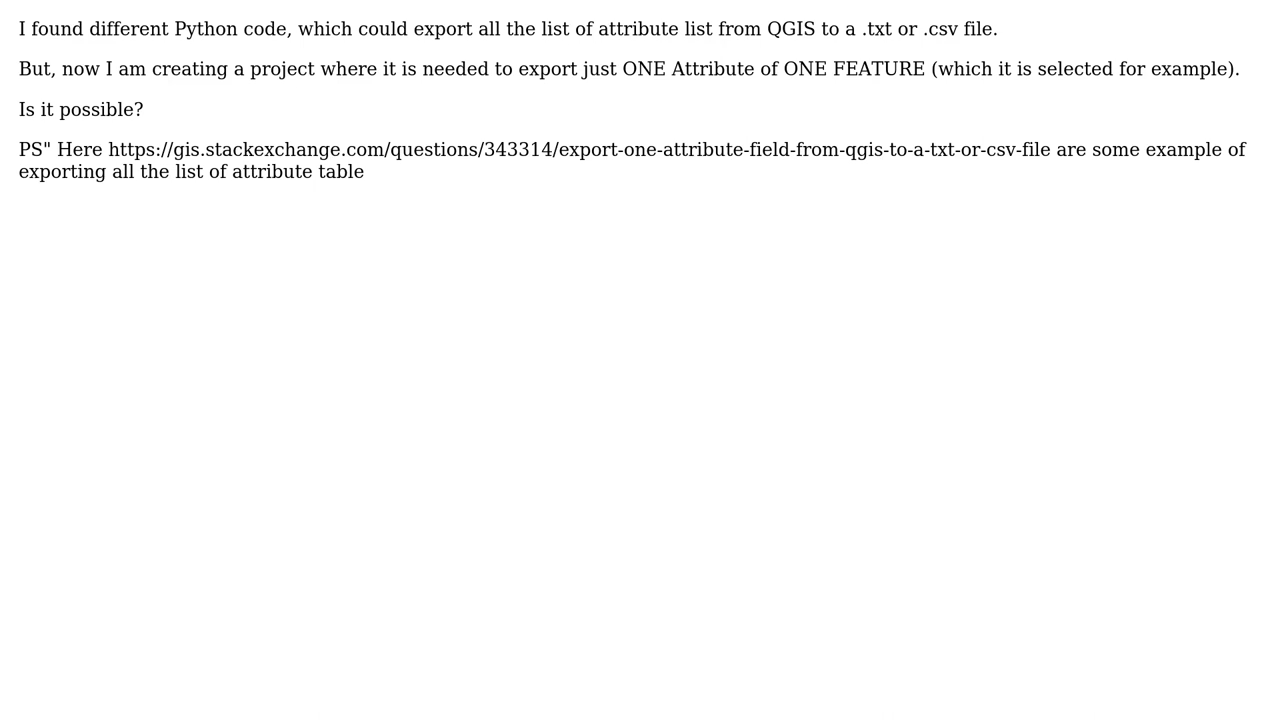 I found different Python code, which could export all the list of attribute list from QGIS to a .txt or .csv file.
But, now I am creating a project where it is needed to export just ONE Attribute of ONE FEATURE (which it is selected for example).
Is it possible?
PS" Here https://gis.stackexchange.com/questions/343314/export-one-attribute-field-from-qgis-to-a-txt-or-csv-file are some example of
exporting all the list of attribute table